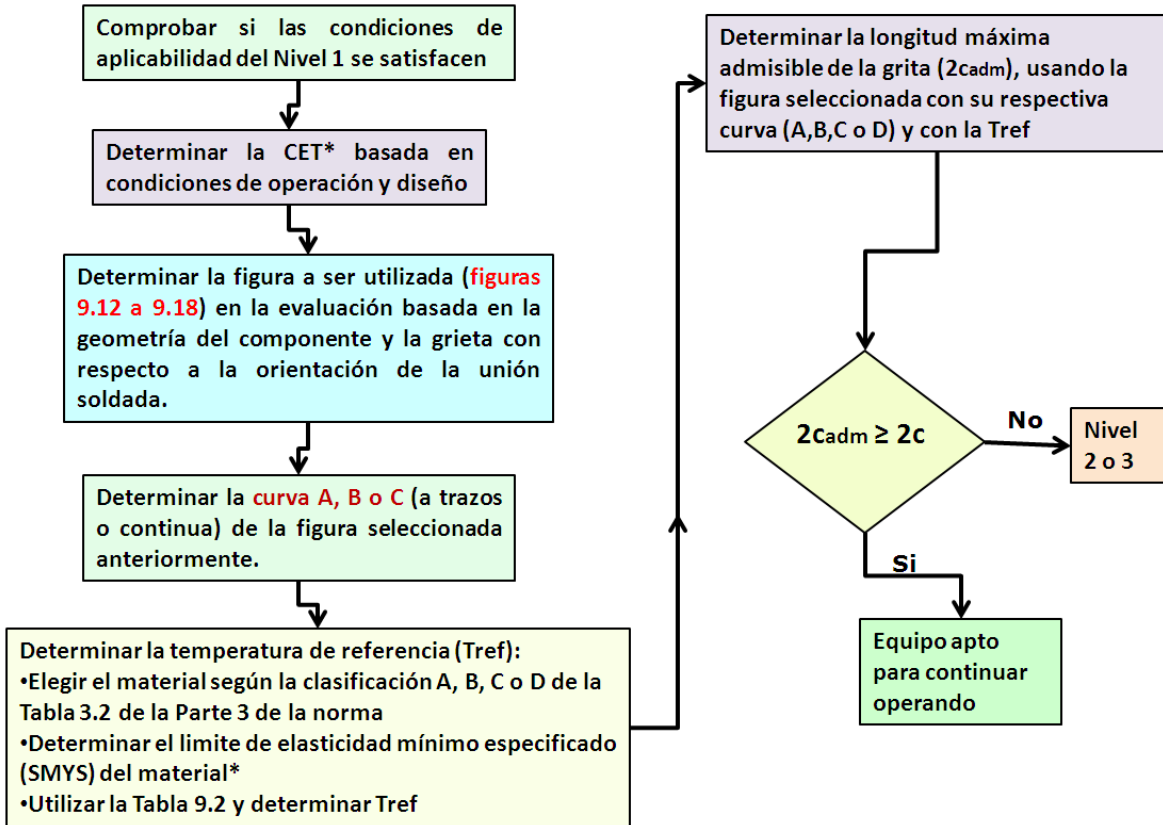 Comprobar si las condiciones de
aplicabilidad del Nivel 1 se satisfacen
Determinar la CET* basada en
condiciones de operación y diseño
Determinar la figura a ser utilizada (figuras
9.12 a 9.18) en la evaluación basada en la
geometría del componente y la grieta con
respecto a la orientación de la unión
soldada.
Determinar la curva A, B o C (a trazos
o continua) de la figura seleccionada
anteriormente.
Determinar la temperatura de referencia (Tref):
•Elegir el material según la clasificación A, B, C o D de la
Tabla 3.2 de la Parte 3 de la norma
•Determinar el limite de elasticidad mínimo especificado
(SMYS) del material*
•Utilizar la Tabla 9.2 y determinar Tref
Determinar la longitud máxima
admisible de la grita (2cadm), usando la
figura seleccionada con su respectiva
curva (A,B,C o D) y con la Tref
2cadm ≥ 2c
No
Nivel
2 o 3
Si
Equipo apto
para continuar
operando